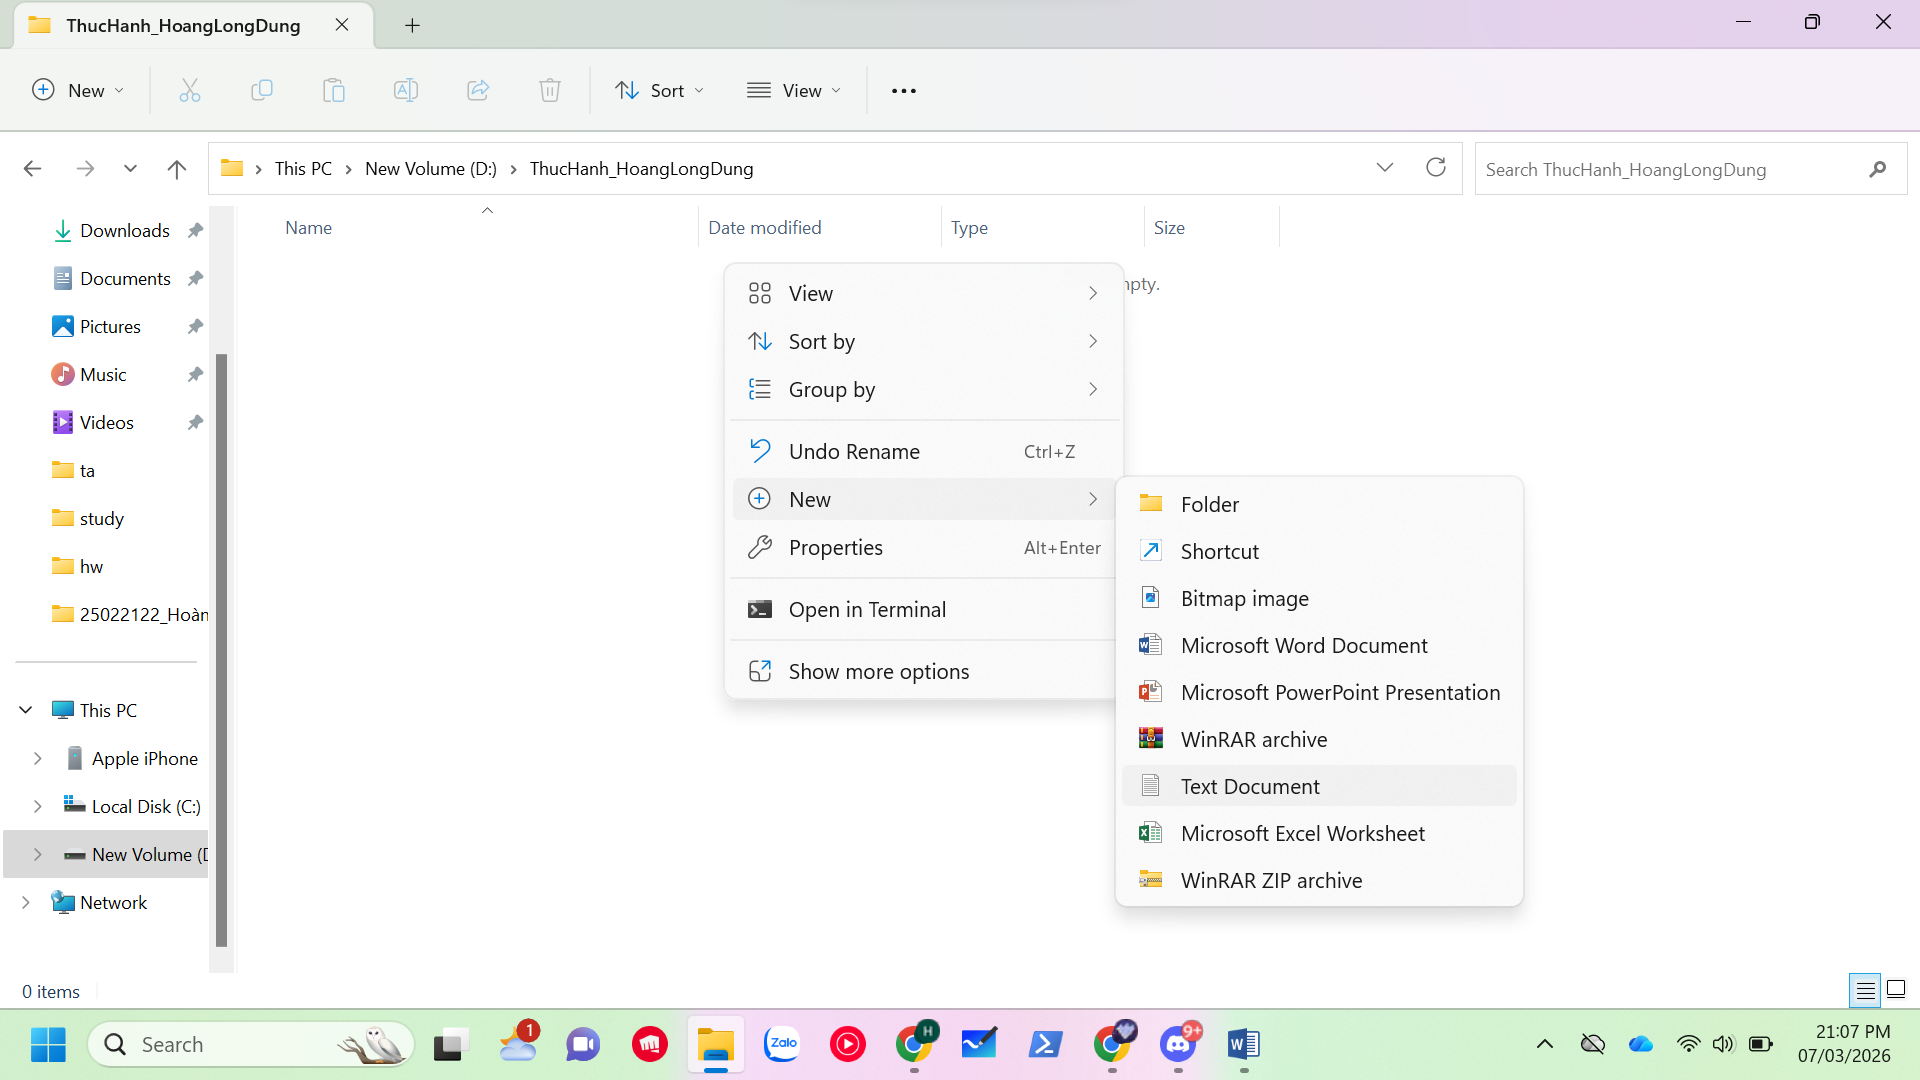 ThucHanh_HoangLongDung
New
Sort
View
This PC
New Volume (D:)
ThucHanh_HoangLongDung
Search ThucHanh_HoangLongDung
Name
Date modified
Type
Size
Downloads
Documents
Pictures
Music
Videos
ta
study
hw
25022122_Hoàn
This PC
Apple iPhone
Local Disk (C:)
New Volume (D
Network
View
Sort by
Group by
Undo Rename Ctrl+Z
New
Properties Alt+Enter
Open in Terminal
Show more options
Folder
Shortcut
Bitmap image
Microsoft Word Document
Microsoft PowerPoint Presentation
WinRAR archive
Text Document
Microsoft Excel Worksheet
WinRAR ZIP archive
0 items
Search
1
Zalo
H
9+
21:07 PM
07/03/2026